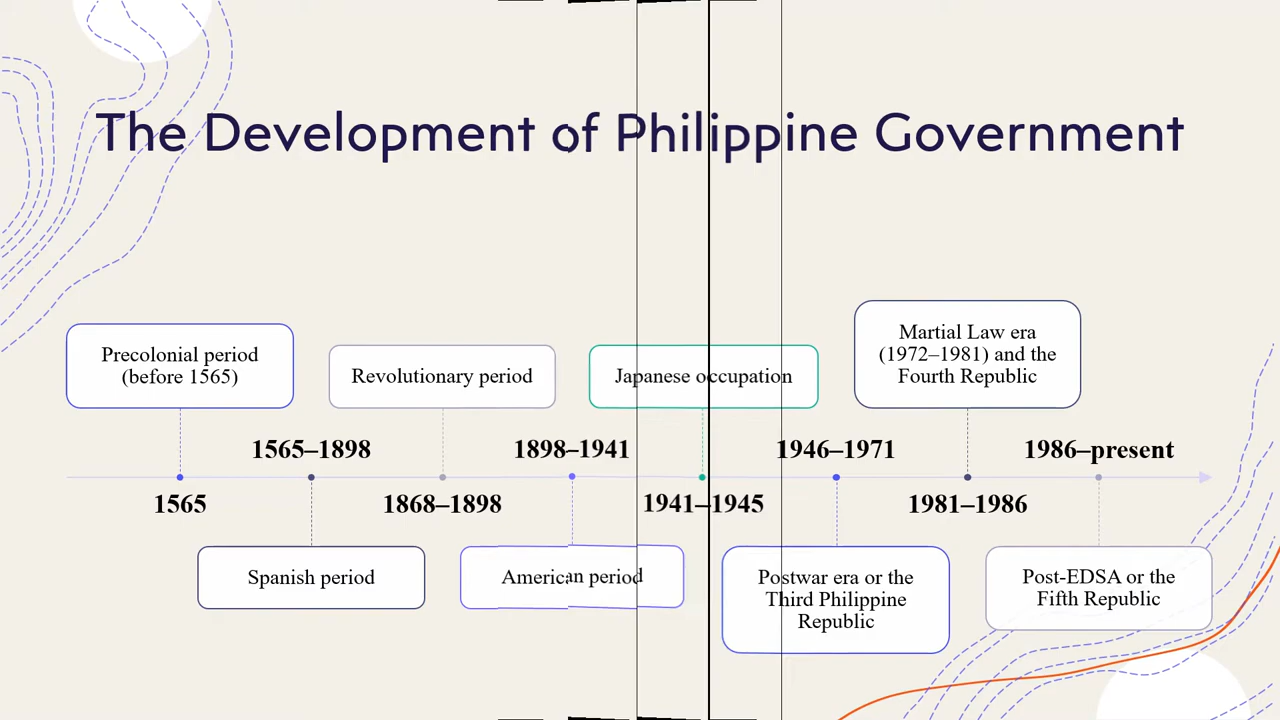 The Development of Philippine Government
Precolonial period
(before 1565)
Revolutionary period
Japanese occupation
Martial Law era
(1972–1981) and the
Fourth Republic
1565–1898
1898–1941
1946–1971
1986–present
1565
1868–1898
1941–1945
1981–1986
Spanish period
American period
Postwar era or the
Third Philippine
Republic
Post-EDSA or the
Fifth Republic